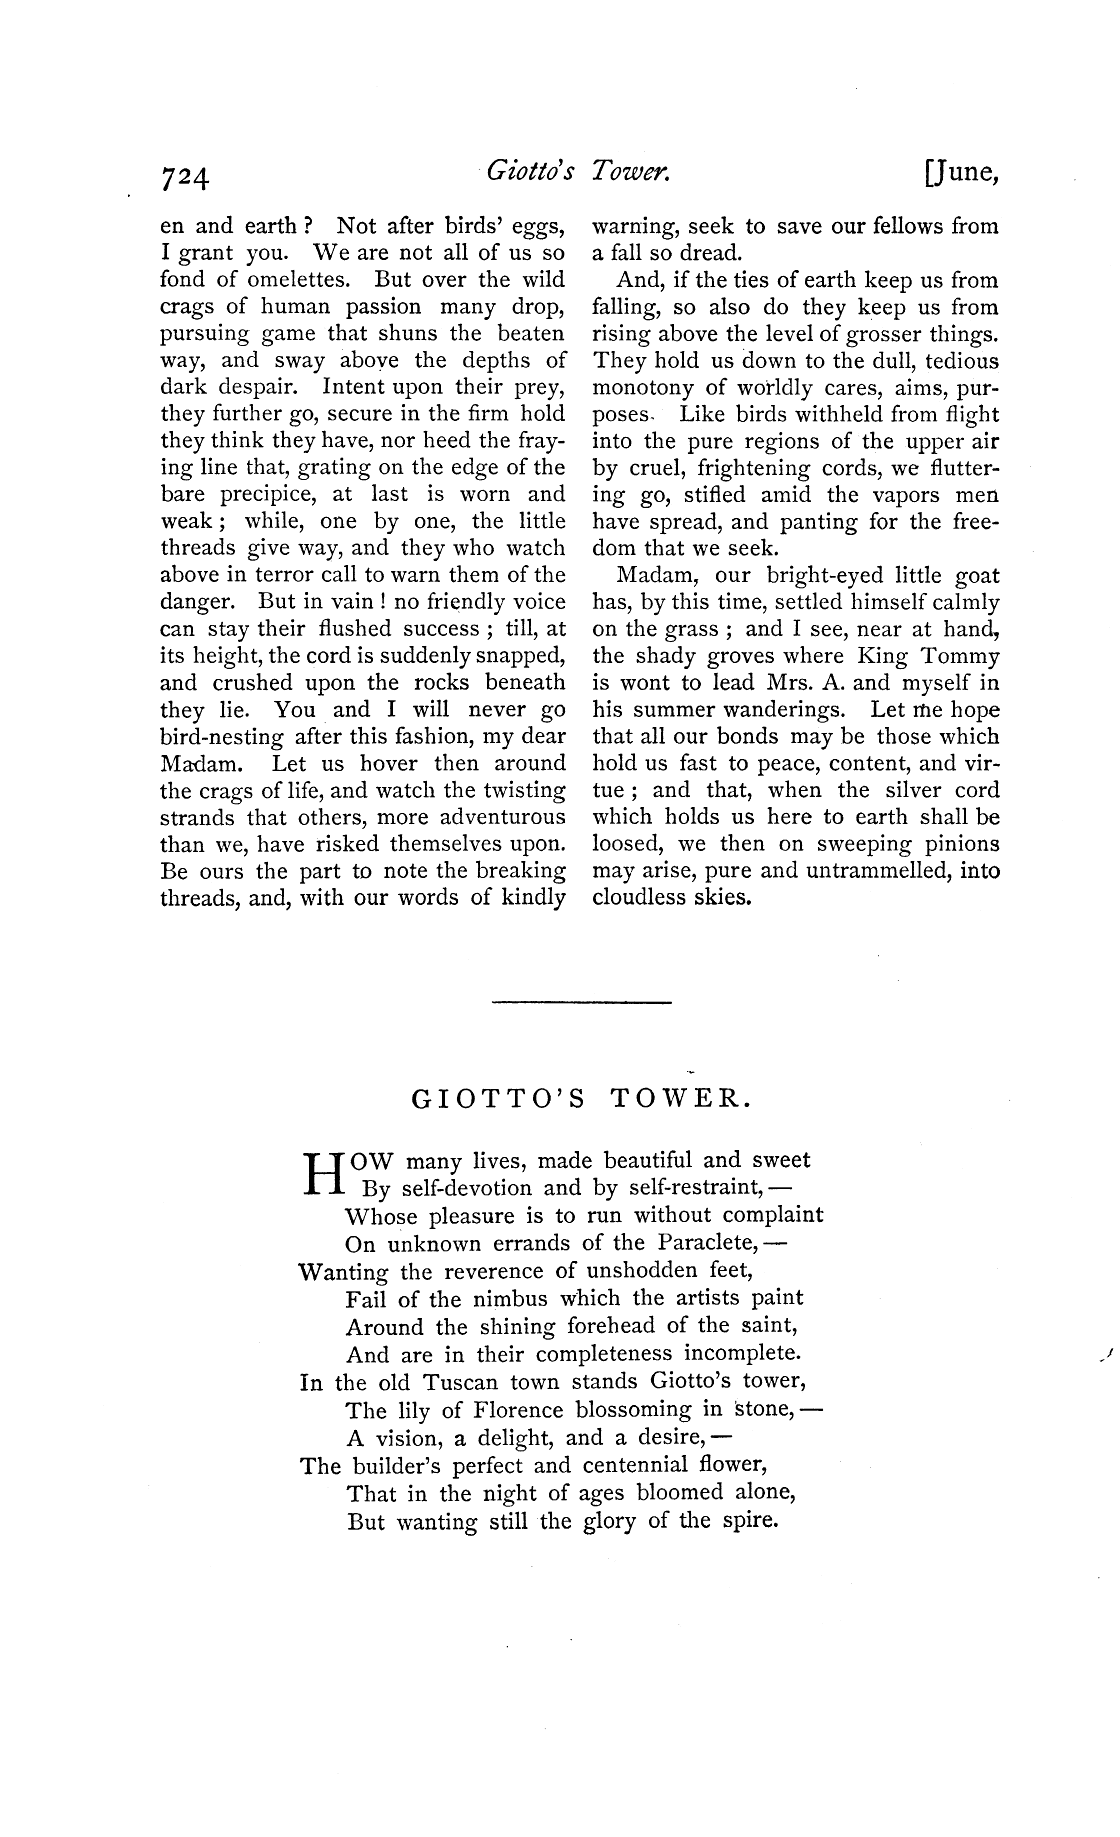 724 Giotto's Tower. [June,
en and earth ? Not after birds' eggs,
I grant you. We are not all of us so
fond of omelettes. But over the wild
crags of human passion many drop,
pursuing game that shuns the beaten
way, and sway above the depths of
dark despair. Intent upon their prey,
they further go, secure in the firm hold
they think they have, nor heed the fray-
ing line that, grating on the edge of the
bare precipice, at last is worn and
weak ; while, one by one, the little
threads give way, and they who watch
above in terror call to warn them of the
danger. But in vain ! no friendly voice
can stay their flushed success ; till, at
its height, the cord is suddenly snapped,
and crushed upon the rocks beneath
they lie. You and I will never go
bird-nesting after this fashion, my dear
Madam. Let us hover then around
the crags of life, and watch the twisting
strands that others, more adventurous
than we, have risked themselves upon.
Be ours the part to note the breaking
threads, and, with our words of kindly
warning, seek to save our fellows from
a fall so dread.
And, if the ties of earth keep us from
falling, so also do they keep us from
rising above the level of grosser things.
They hold us down to the dull, tedious
monotony of worldly cares, aims, pur-
poses. Like birds withheld from flight
into the pure regions of the upper air
by cruel, frightening cords, we flutter-
ing go, stifled amid the vapors men
have spread, and panting for the free-
dom that we seek.
Madam, our bright-eyed little goat
has, by this time, settled himself calmly
on the grass ; and I see, near at hand,
the shady groves where King Tommy
is wont to lead Mrs. A. and myself in
his summer wanderings. Let me hope
that all our bonds may be those which
hold us fast to peace, content, and vir-
tue ; and that, when the silver cord
which holds us here to earth shall be
loosed, we then on sweeping pinions
may arise, pure and untrammelled, into
cloudless skies.
GIOTTO'S TOWER.
HOW many lives, made beautiful and sweet
By self-devotion and by self-restraint, —
Whose pleasure is to run without complaint
On unknown errands of the Paraclete, —
Wanting the reverence of unshodden feet,
Fail of the nimbus which the artists paint
Around the shining forehead of the saint,
And are in their completeness incomplete.
In the old Tuscan town stands Giotto's tower,
The lily of Florence blossoming in stone, —
A vision, a delight, and a desire, —
The builder's perfect and centennial flower,
That in the night of ages bloomed alone,
But wanting still the glory of the spire.